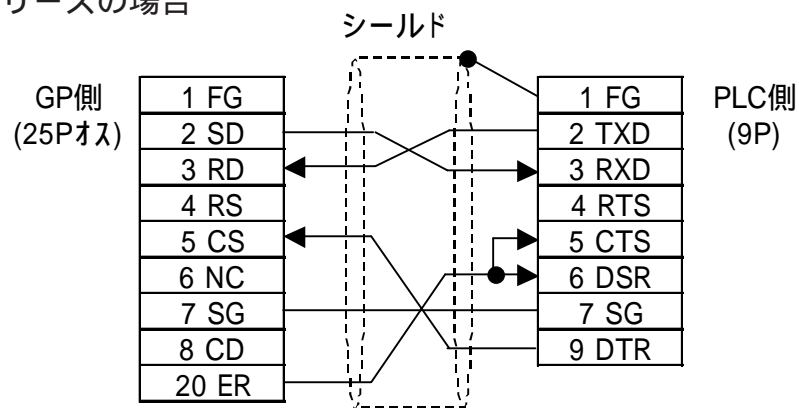 リーズの場合
シールド
GP側
(25Pオス)
1 FG
2 SD
3 RD
4 RS
5 CS
6 NC
7 SG
8 CD
20 ER
1 FG
2 TXD
3 RXD
4 RTS
5 CTS
6 DSR
7 SG
9 DTR
PLC側
(9P)